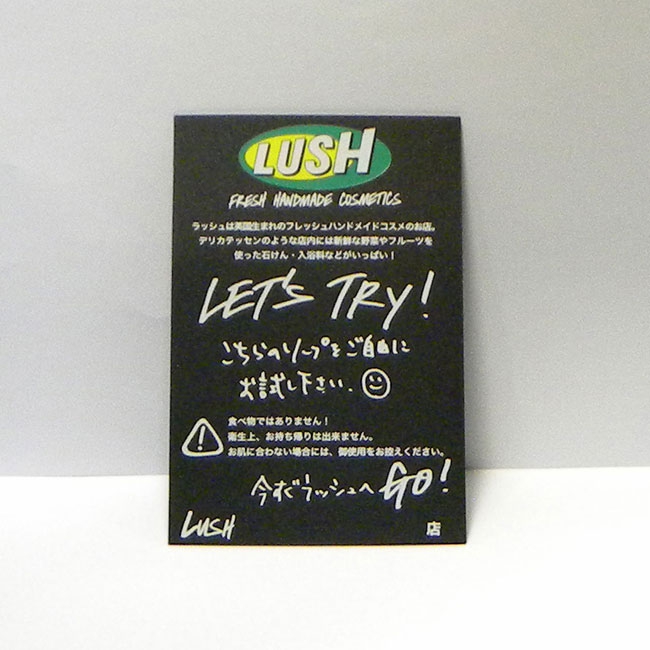 LUSH
FRESH HANDMADE COSMETICS
ラッシュは英国生まれのフレッシュハンドメイドコスメのお店。
デリカテッセンのような店内には新鮮な野菜やフルーツを
使った石けん・入浴料などがいっぱい！
LET'S TRY!
こちらのソープをご自由に
お試し下さい.
食べ物ではありません！
衛生上、お持ち帰りは出来ません。
お肌に合わない場合には、御使用をお控えください。
今すぐラッシュへ GO!
LUSH
店